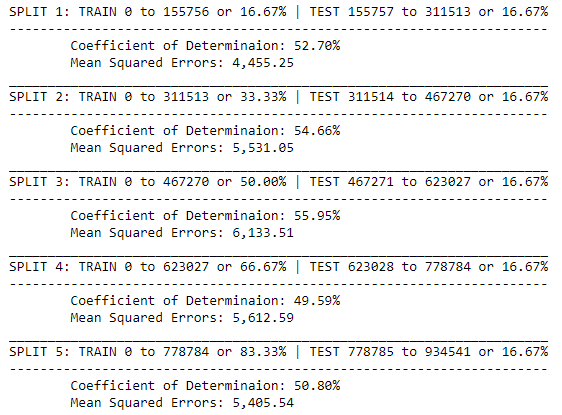 SPLIT 1: TRAIN 0 to 155756 or 16.67% | TEST 155757 to 311513 or 16.67%
----------------------------------------------------------------------
Coefficient of Determinaion: 52.70%
Mean Squared Errors: 4,455.25
______________________________________________________________________
SPLIT 2: TRAIN 0 to 311513 or 33.33% | TEST 311514 to 467270 or 16.67%
----------------------------------------------------------------------
Coefficient of Determinaion: 54.66%
Mean Squared Errors: 5,531.05
______________________________________________________________________
SPLIT 3: TRAIN 0 to 467270 or 50.00% | TEST 467271 to 623027 or 16.67%
----------------------------------------------------------------------
Coefficient of Determinaion: 55.95%
Mean Squared Errors: 6,133.51
______________________________________________________________________
SPLIT 4: TRAIN 0 to 623027 or 66.67% | TEST 623028 to 778784 or 16.67%
----------------------------------------------------------------------
Coefficient of Determinaion: 49.59%
Mean Squared Errors: 5,612.59
______________________________________________________________________
SPLIT 5: TRAIN 0 to 778784 or 83.33% | TEST 778785 to 934541 or 16.67%
----------------------------------------------------------------------
Coefficient of Determinaion: 50.80%
Mean Squared Errors: 5,405.54